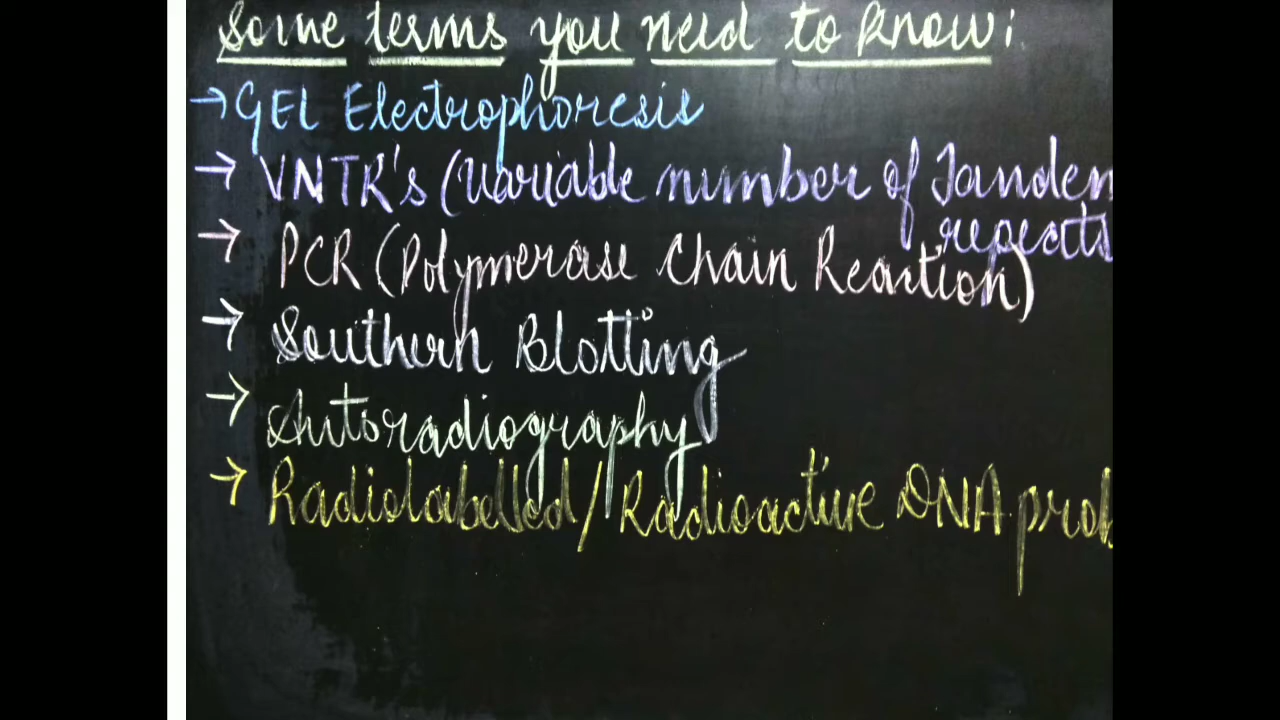 Some terms you need to know:
→ GEL Electrophoresis
→ VNTR's (Variable number of Tandem
repeats
→ PCR (Polymerase Chain Reaction)
→ Southern Blotting
→ Autoradiography
→ Radiolabelled/Radioactive DNA prob